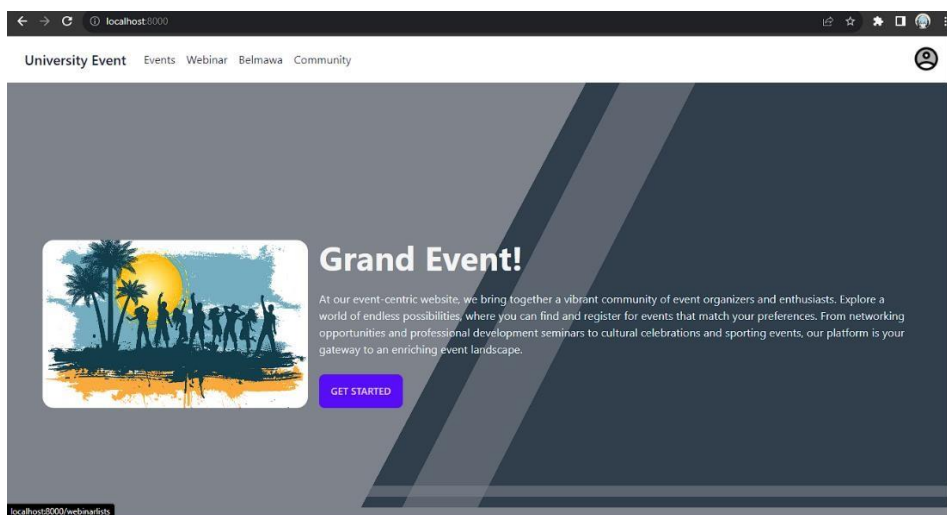 localhost:8000
University Event Events Webinar Belmawa Community
Grand Event!
At our event-centric website, we bring together a vibrant community of event organizers and enthusiasts. Explore a
world of endless possibilities, where you can find and register for events that match your preferences. From networking
opportunities and professional development seminars to cultural celebrations and sporting events, our platform is your
gateway to an enriching event landscape.
GET STARTED
localhost:8000/webinarlists